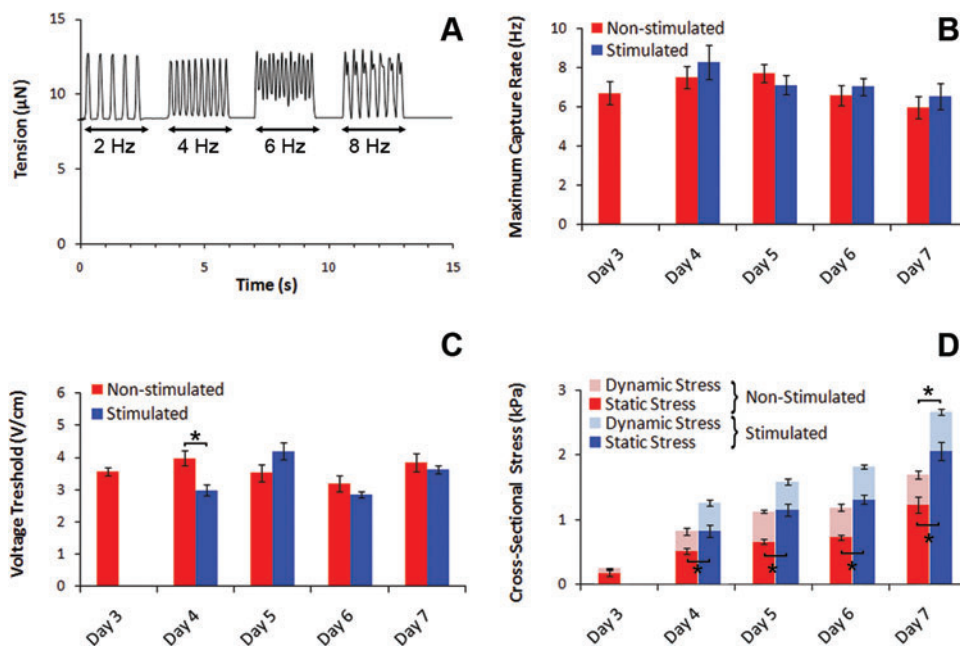 A
Tension (μN)
15
10
5
0
2 Hz
4 Hz
6 Hz
8 Hz
0
5
10
15
Time (s)
B
Maximum Capture Rate (Hz)
10
8
6
4
2
0
Non-stimulated
Stimulated
Day 3
Day 4
Day 5
Day 6
Day 7
C
Voltage Treshold (V/cm)
6
5
4
3
2
1
0
Non-stimulated
Stimulated
*
Day 3
Day 4
Day 5
Day 6
Day 7
D
Cross-Sectional Stress (kPa)
3
2
1
0
Dynamic Stress
Static Stress
Non-Stimulated
Dynamic Stress
Static Stress
Stimulated
*
*
*
*
*
Day 3
Day 4
Day 5
Day 6
Day 7